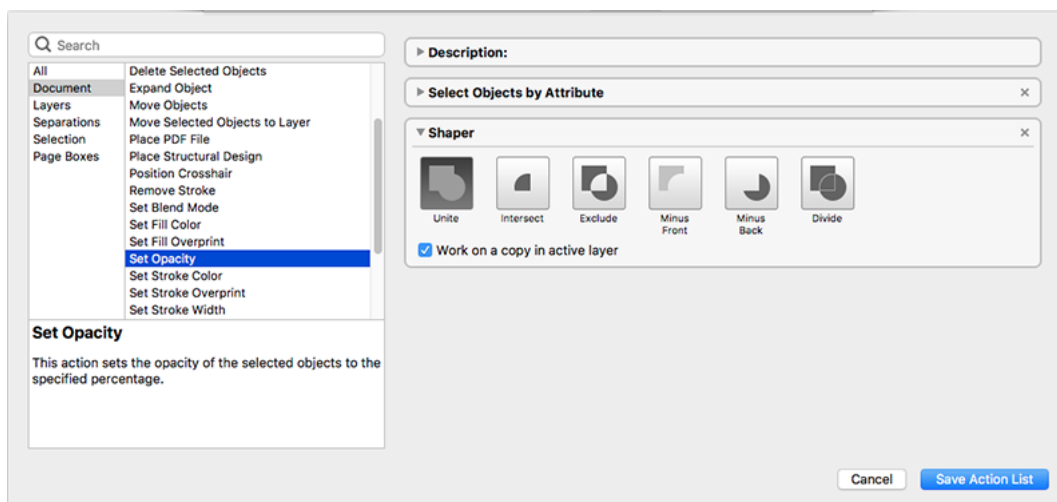 Search
All
Document
Layers
Separations
Selection
Page Boxes
Delete Selected Objects
Expand Object
Move Objects
Move Selected Objects to Layer
Place PDF File
Place Structural Design
Position Crosshair
Remove Stroke
Set Blend Mode
Set Fill Color
Set Fill Overprint
Set Opacity
Set Stroke Color
Set Stroke Overprint
Set Stroke Width
Set Opacity
This action sets the opacity of the selected objects to the
specified percentage.
Description:
Select Objects by Attribute
Shaper
Unite
Intersect
Exclude
Minus
Front
Minus
Back
Divide
Work on a copy in active layer
Cancel
Save Action List